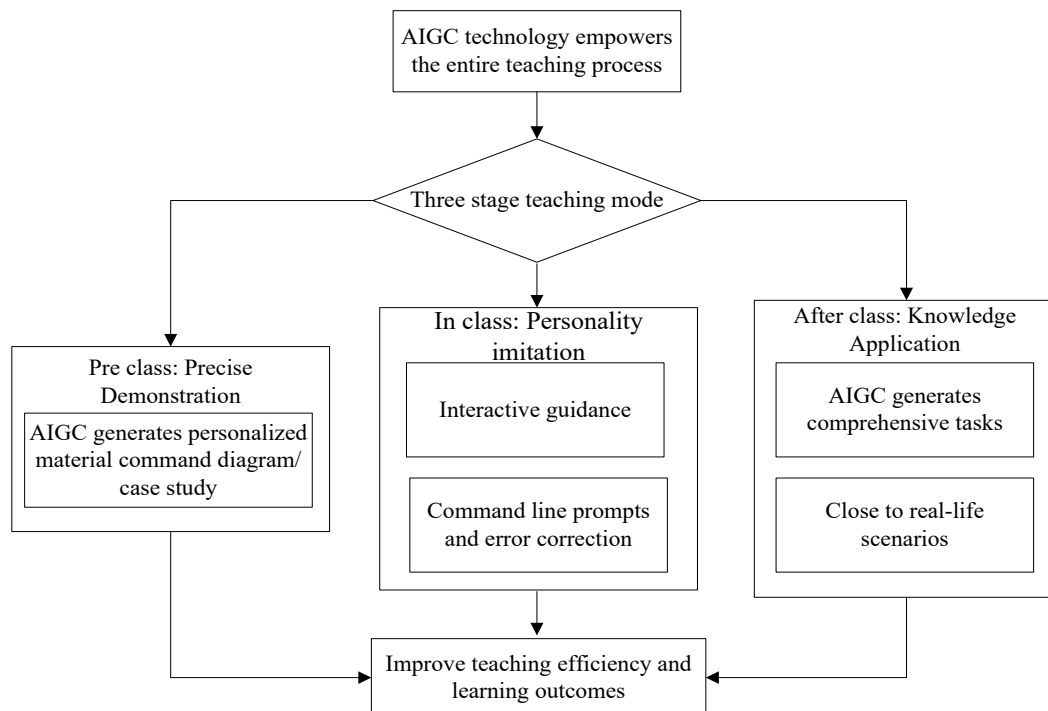 AIGC technology empowers
the entire teaching process
Three stage teaching mode
Pre class: Precise
Demonstration
AIGC generates personalized
material command diagram/
case study
In class: Personality
imitation
Interactive guidance
Command line prompts
and error correction
After class: Knowledge
Application
AIGC generates
comprehensive tasks
Close to real-life
scenarios
Improve teaching efficiency and
learning outcomes